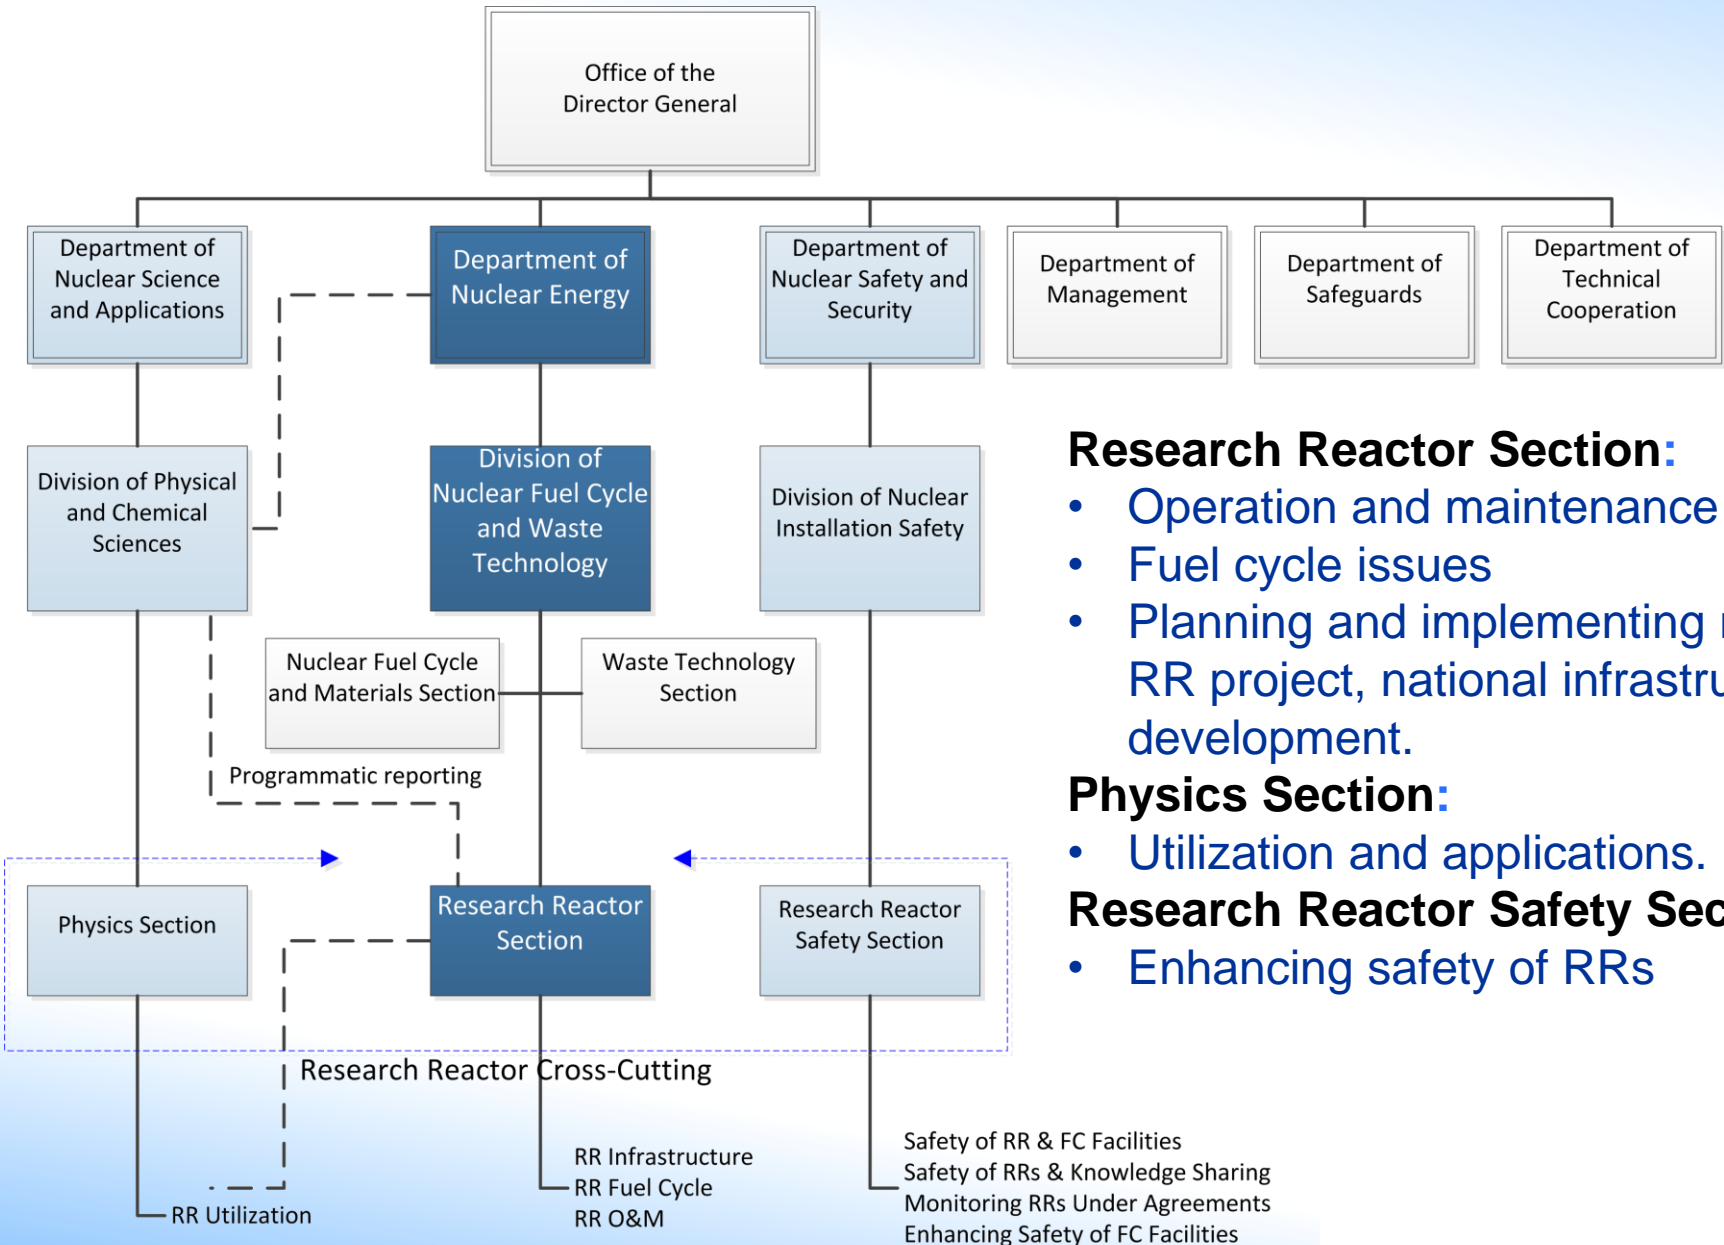 Office of the
Director General
Department of
Nuclear Science
and Applications
Department of
Nuclear Energy
Department of
Nuclear Safety and
Security
Department of
Management
Department of
Safeguards
Department of
Technical
Cooperation
Division of Physical
and Chemical
Sciences
Division of
Nuclear Fuel Cycle
and Waste
Technology
Division of Nuclear
Installation Safety
Nuclear Fuel Cycle
and Materials Section
Waste Technology
Section
Programmatic reporting
Physics Section
Research Reactor
Section
Research Reactor
Safety Section
Research Reactor Cross-Cutting
RR Utilization
RR Infrastructure
RR Fuel Cycle
RR O&M
Safety of RR & FC Facilities
Safety of RRs & Knowledge Sharing
Monitoring RRs Under Agreements
Enhancing Safety of FC Facilities
Research Reactor Section:
• Operation and maintenance
• Fuel cycle issues
• Planning and implementing
RR project, national
development.
Physics Section:
• Utilization and applications.
Research Reactor Safety
• Enhancing safety of RRs